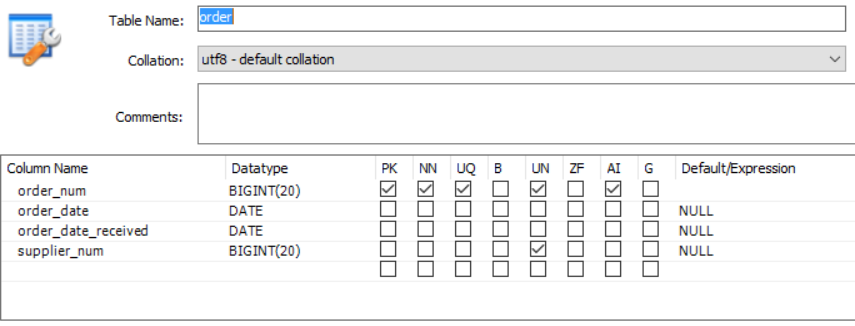 Table Name: order
Collation: utf8 - default collation
Comments:
Column Name Datatype PK NN UQ B UN ZF AI G Default/Expression
order_num BIGINT(20)
order_date DATE NULL
order_date_received DATE NULL
supplier_num BIGINT(20) NULL